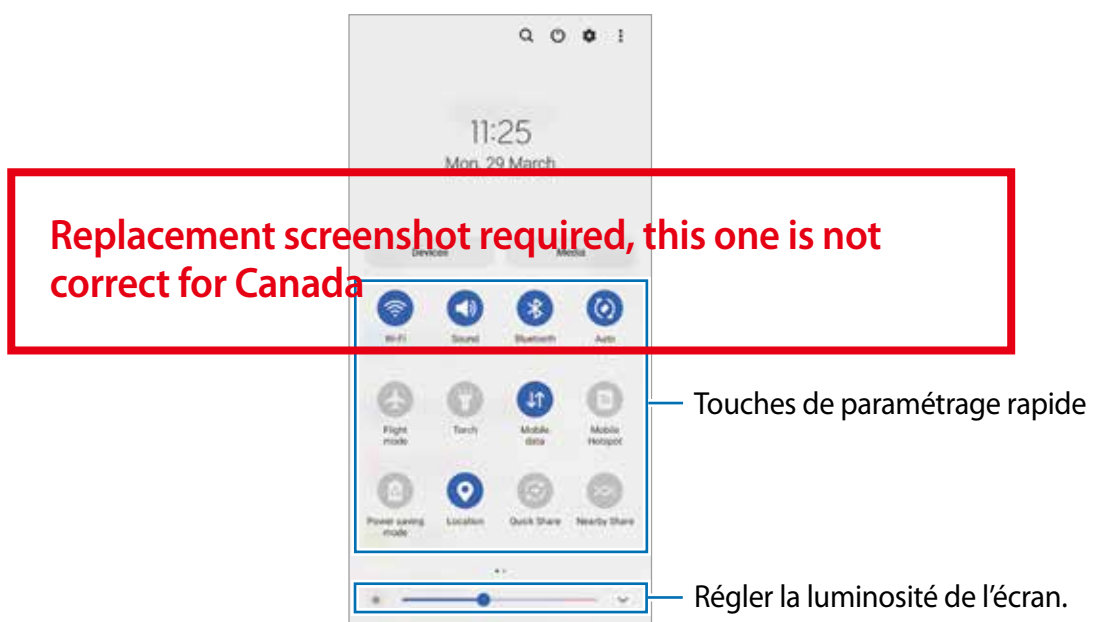 11:25
Mon, 29 March
Replacement screenshot required, this one is not
correct for Canada
Devices Media
Wi-Fi Sound Bluetooth Auto
Touches de paramétrage rapide
Flight
mode
Torch
Mobile
data
Mobile
Hotspot
Power saving
mode
Location
Quick Share
Nearby Share
Régler la luminosité de l’écran.